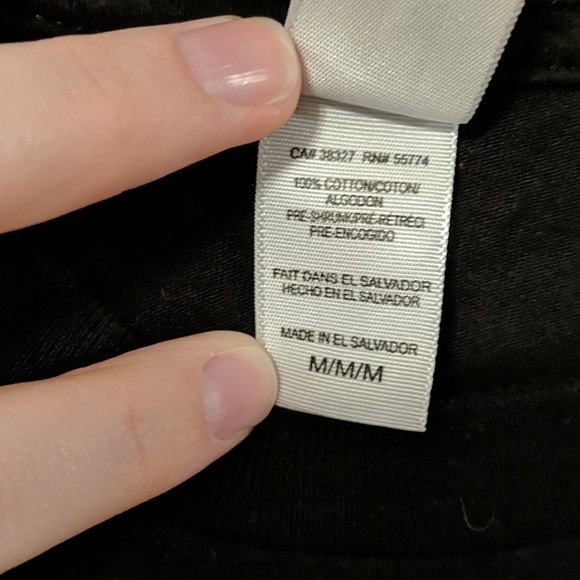 CA# 38327 RN# 55774
100% COTTON/COTON/
ALGODON
PRE-SHRUNK/PRÉ-RÉTRÉCI
PRE-ENCOGIDO
FAIT DANS EL SALVADOR
HECHO EN EL SALVADOR
MADE IN EL SALVADOR
M/M/M